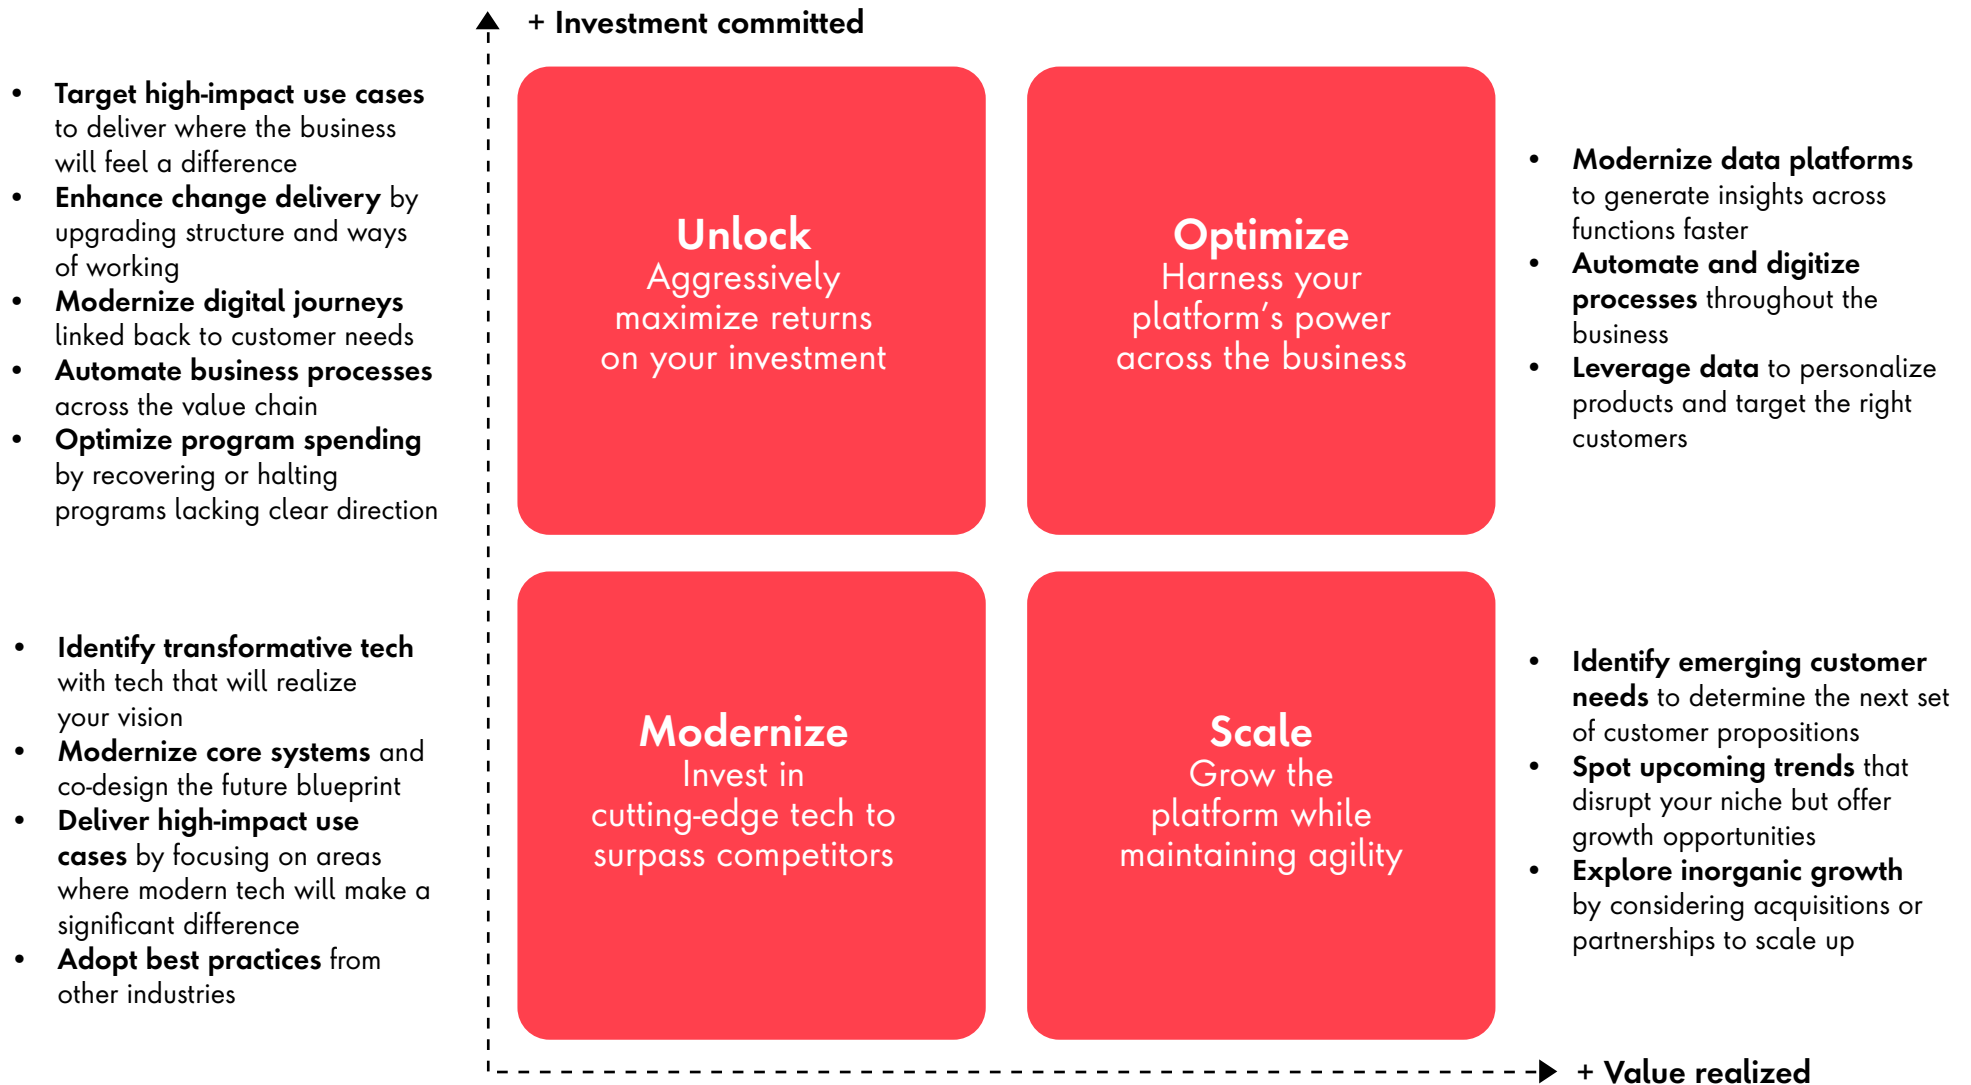 + Investment committed
• Target high-impact use cases
to deliver where the business
will feel a difference
• Enhance change delivery by
upgrading structure and ways
of working
• Modernize digital journeys
linked back to customer needs
• Automate business processes
across the value chain
• Optimize program spending
by recovering or halting
programs lacking clear direction
Unlock
Aggressively
maximize returns
on your investment
Optimize
Harness your
platform’s power
across the business
• Modernize data platforms
to generate insights across
functions faster
• Automate and digitize
processes throughout the
business
• Leverage data to personalize
products and target the right
customers
• Identify transformative tech
with tech that will realize
your vision
• Modernize core systems and
co-design the future blueprint
• Deliver high-impact use
cases by focusing on areas
where modern tech will make a
significant difference
• Adopt best practices from
other industries
Modernize
Invest in
cutting-edge tech to
surpass competitors
Scale
Grow the
platform while
maintaining agility
• Identify emerging customer
needs to determine the next set
of customer propositions
• Spot upcoming trends that
disrupt your niche but offer
growth opportunities
• Explore inorganic growth
by considering acquisitions or
partnerships to scale up
+ Value realized